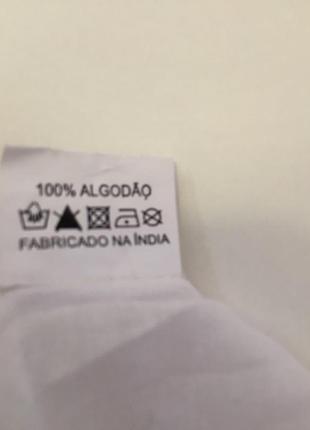 100% ALGODÃO
FABRICADO NA ÍNDIA